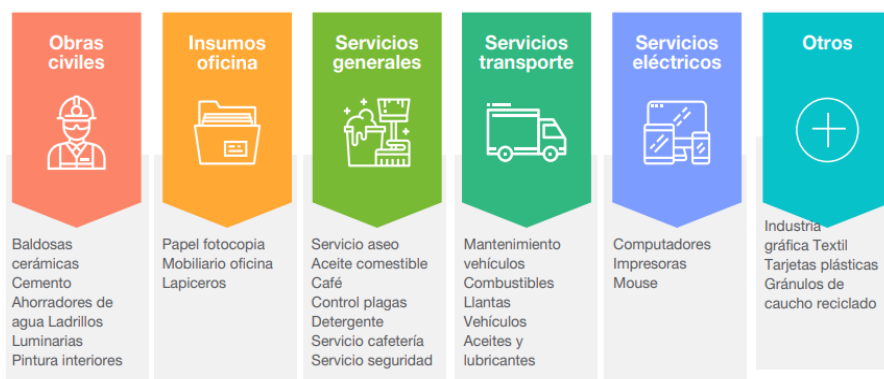 Obras
civiles
Baldosas
cerámicas
Cemento
Ahorradores de
agua Ladrillos
Luminarias
Pintura interiores
Insumos
oficina
Papel fotocopia
Mobiliario oficina
Lapiceros
Servicios
generales
Servicio aseo
Aceite comestible
Café
Control plagas
Detergente
Servicio cafetería
Servicio seguridad
Servicios
transporte
Mantenimiento
vehículos
Combustibles
Llantas
Vehículos
Aceites y
lubricantes
Servicios
eléctricos
Computadores
Impresoras
Mouse
Otros
Industria
gráfica Textil
Tarjetas plásticas
Gránulos de
caucho reciclado